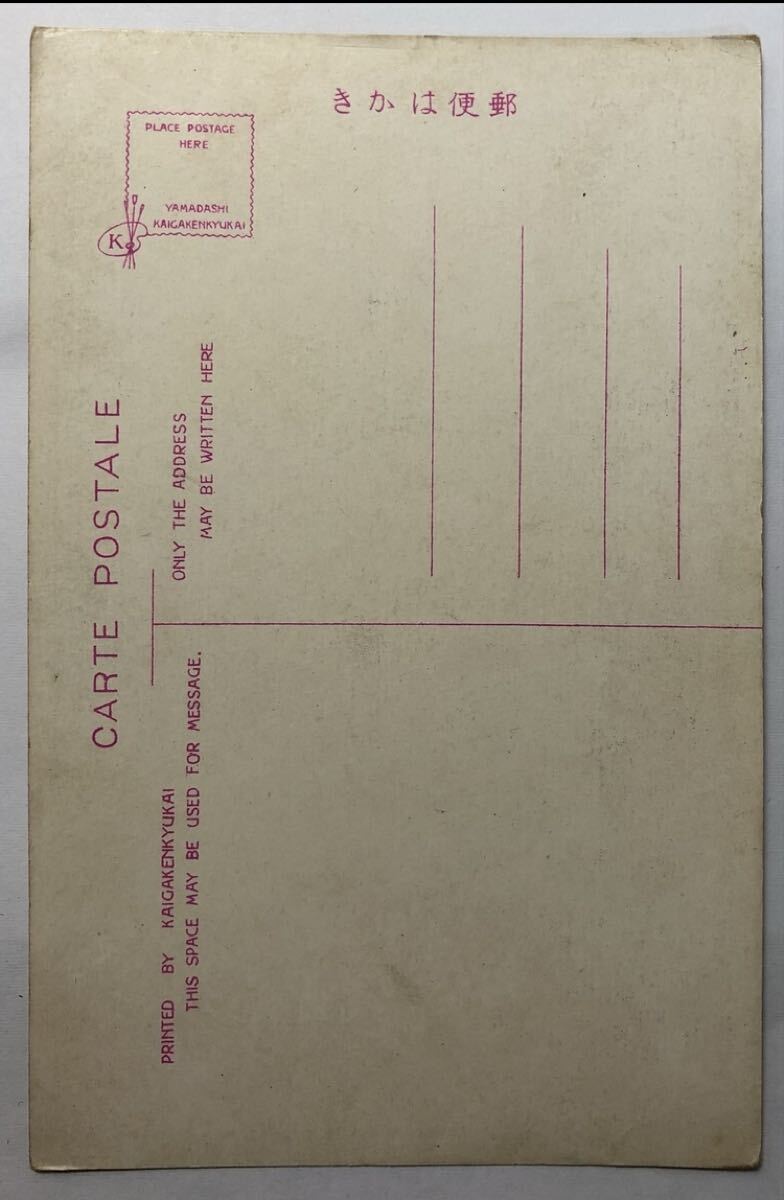 きかは便郵
PLACE POSTAGE
HERE
YAMADASHI
KAIGAKENKYUKAI
K
CARTE POSTALE
ONLY THE ADDRESS
MAY BE WRITTEN HERE
PRINTED BY KAIGAKENKYUKAI
THIS SPACE MAY BE USED FOR MESSAGE.